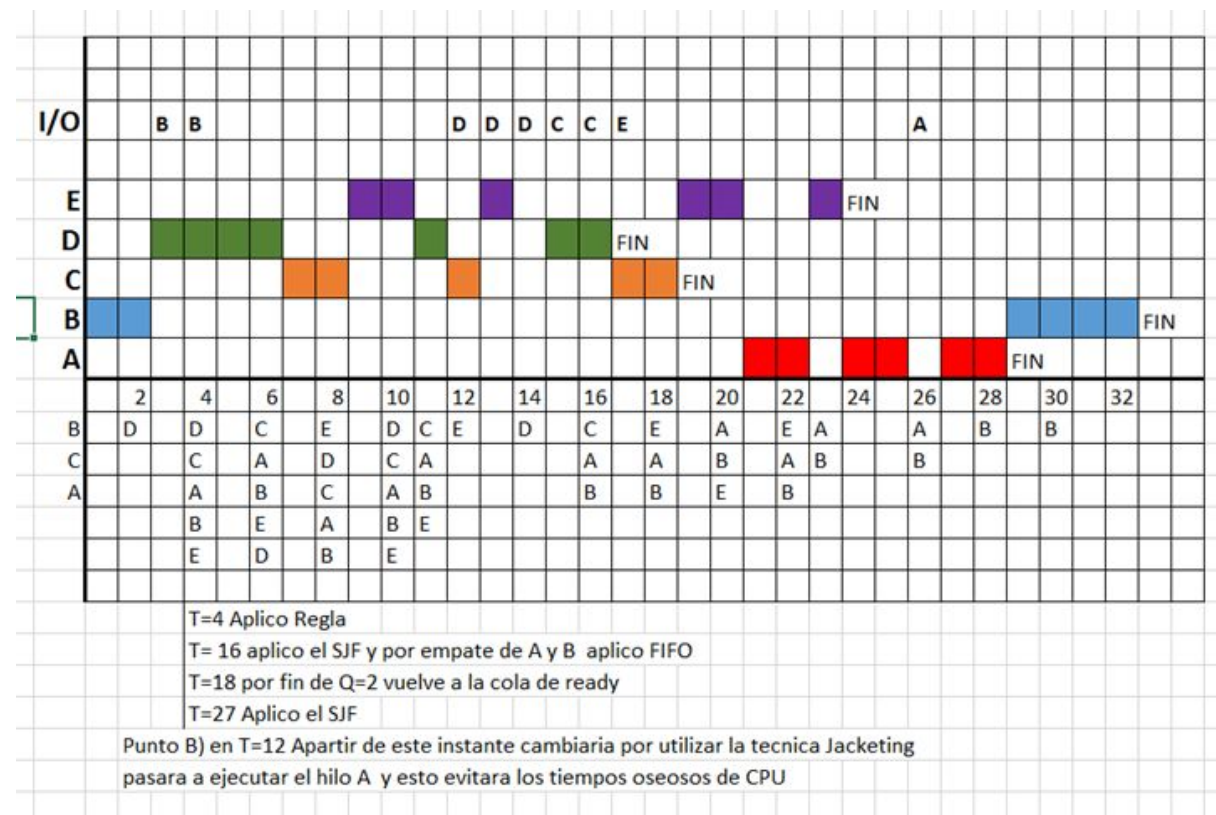 I/O B B D D D C C E A
E FIN
D FIN
C FIN
B FIN
A FIN
2 4 6 8 10 12 14 16 18 20 22 24 26 28 30 32
B D D C E D C E D C E A E A A B B
C C A D C A A A B A B B
A A B C A B B B E B
B E A B E
E D B E
T=4 Aplico Regla
T= 16 aplico el SJF y por empate de A y B aplico FIFO
T=18 por fin de Q=2 vuelve a la cola de ready
T=27 Aplico el SJF
Punto B) en T=12 Apartir de este instante cambiaria por utilizar la tecnica Jacketing
pasara a ejecutar el hilo A y esto evitara los tiempos oseosos de CPU